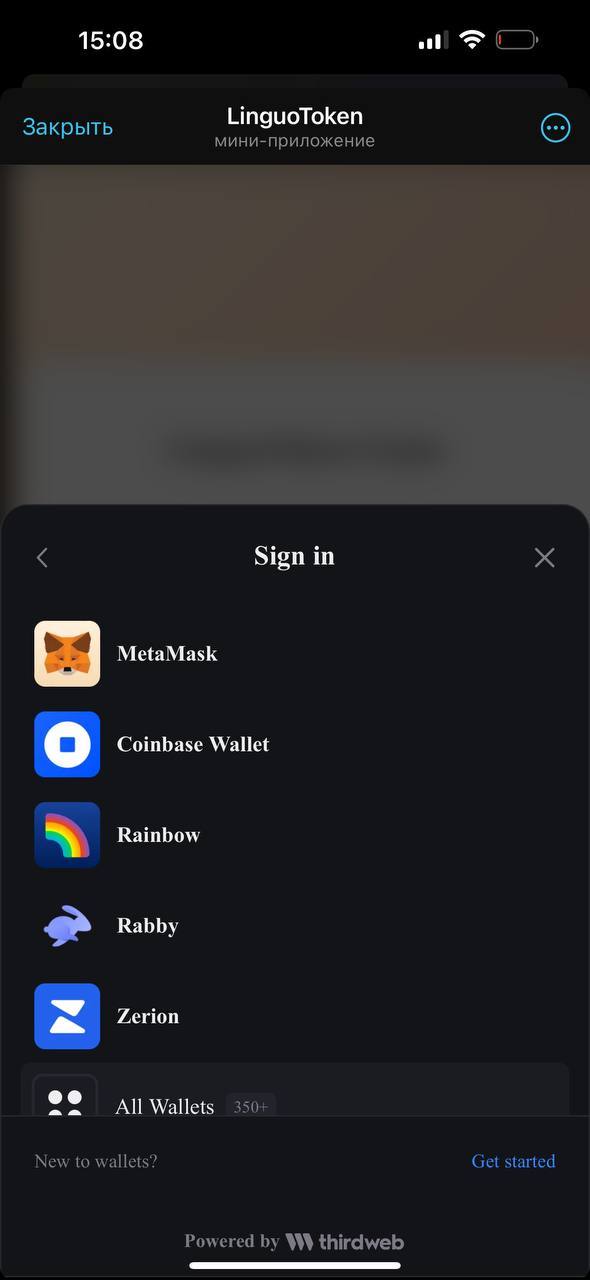 15:08
Закрыть
LinguoToken
мини-приложение
Sign in
MetaMask
Coinbase Wallet
Rainbow
Rabby
Zerion
All Wallets 350+
New to wallets? Get started
Powered by thirdweb